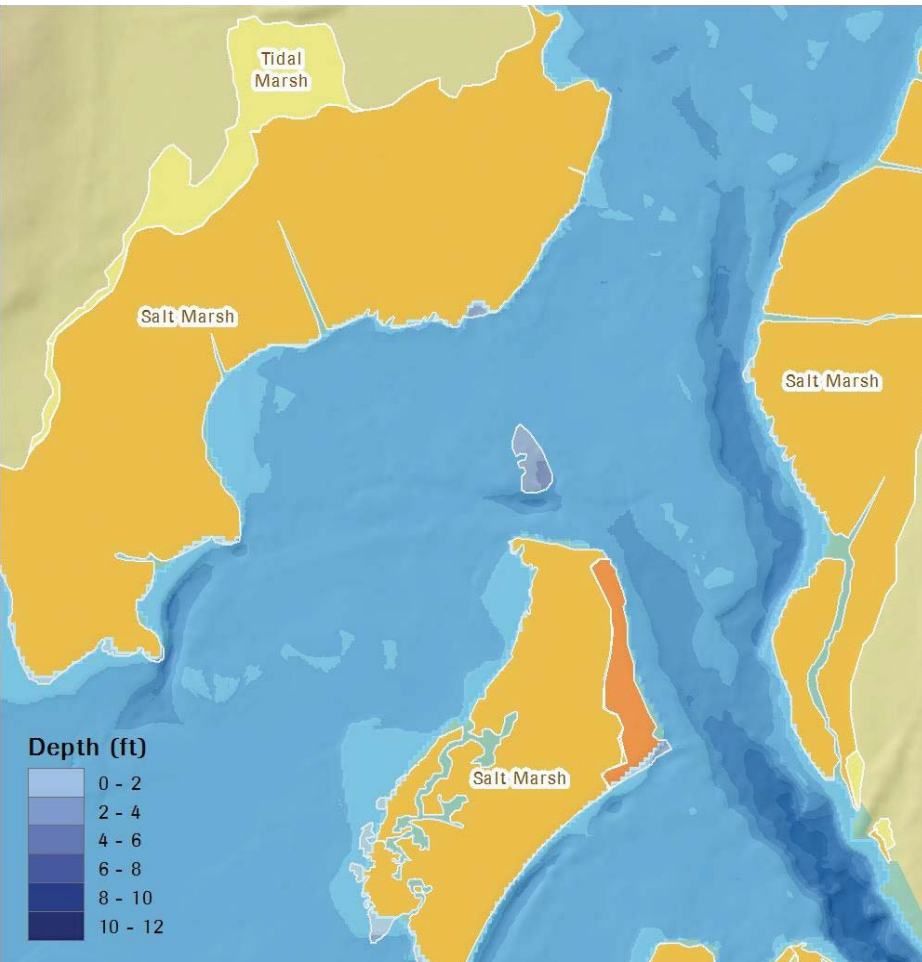 Tidal
Marsh
Salt Marsh
Salt Marsh
Salt Marsh
Depth (ft)
0 - 2
2 - 4
4 - 6
6 - 8
8 - 10
10 - 12